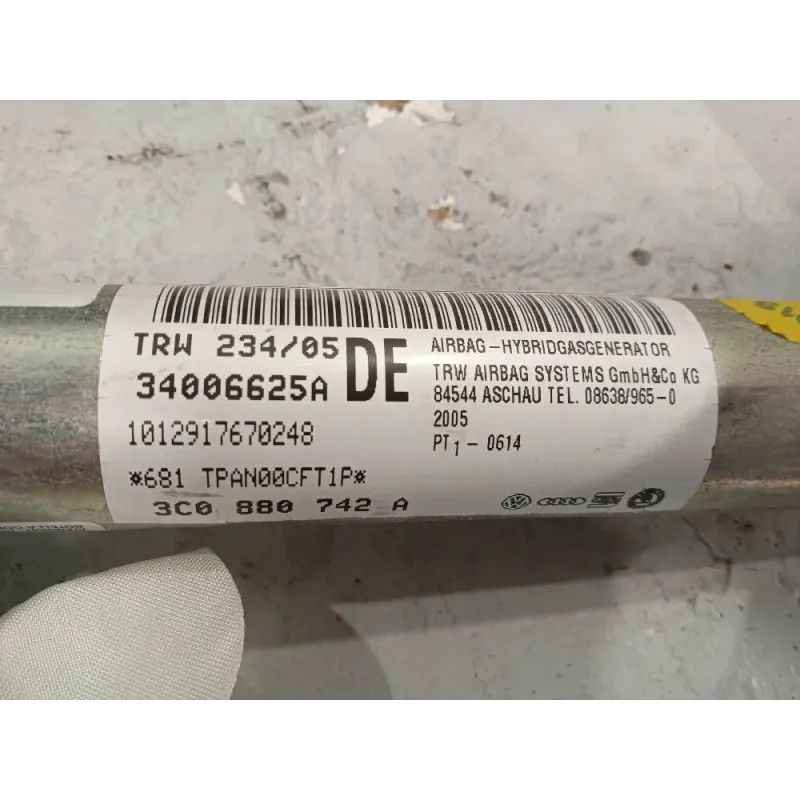 TRW 234/05
34006625A
DE
1012917670248
*681 TPAN00CFT1P*
3C0 880 742 A
AIRBAG-HYBRIDGASGENERATOR
TRW AIRBAG SYSTEMS GmbH&Co KG
84544 ASCHAU TEL. 08638/965-0
2005
PT1 - 0614